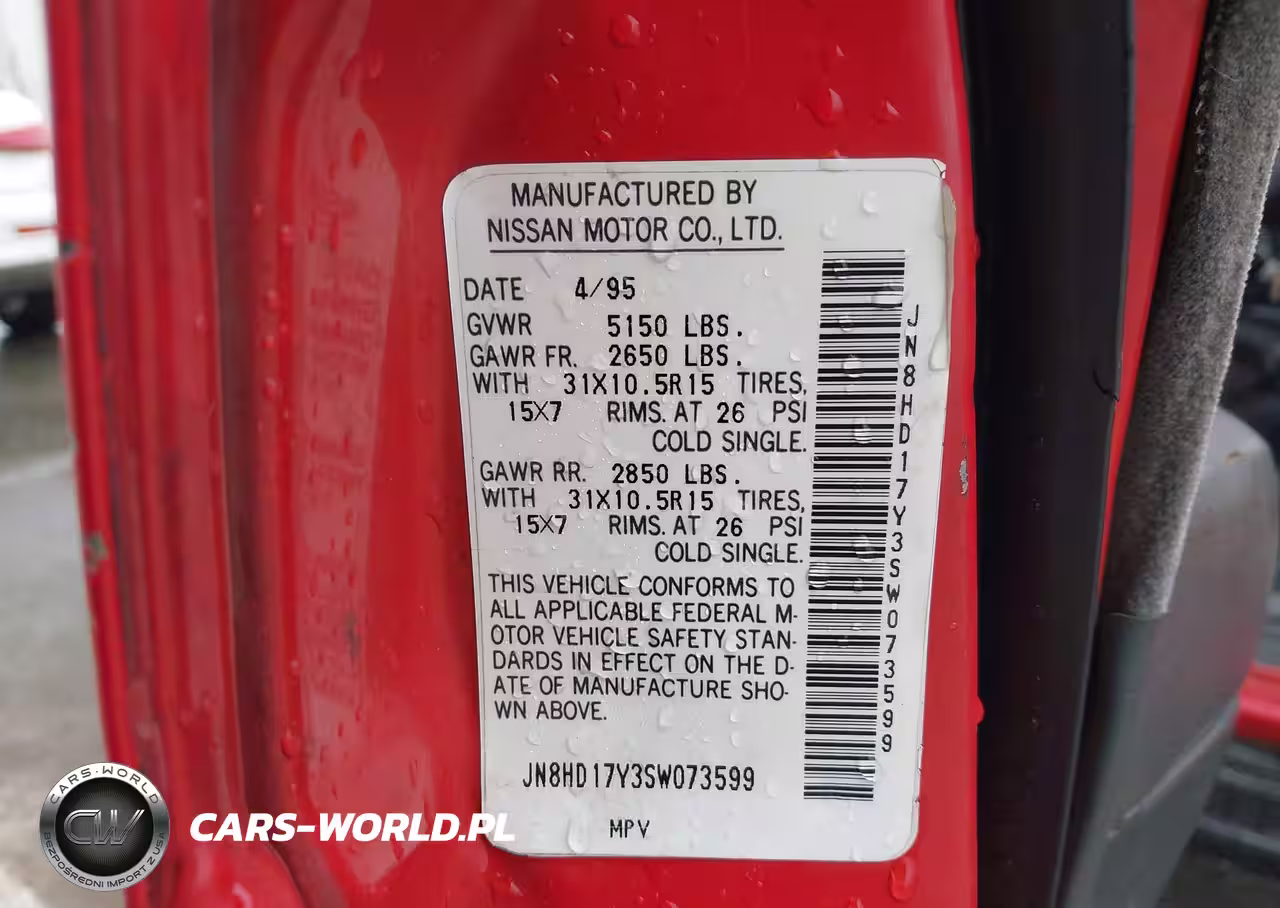 MANUFACTURED BY
NISSAN MOTOR CO., LTD.
DATE 4/95
GVWR 5150 LBS.
GAWR FR. 2650 LBS.
WITH 31X10.5R15 TIRES,
15X7 RIMS. AT 26 PSI
COLD SINGLE.
GAWR RR. 2850 LBS.
WITH 31X10.5R15 TIRES,
15X7 RIMS. AT 26 PSI
COLD SINGLE.
THIS VEHICLE CONFORMS TO
ALL APPLICABLE FEDERAL M-
OTOR VEHICLE SAFETY STAN-
DARDS IN EFFECT ON THE D-
ATE OF MANUFACTURE SHO-
WN ABOVE.
JN8HD17Y3SW073599
MPV
JN8HD17Y3SW073599
CARS-WORLD
CW
BEZPOŚREDNI IMPORT Z USA
CARS-WORLD.PL